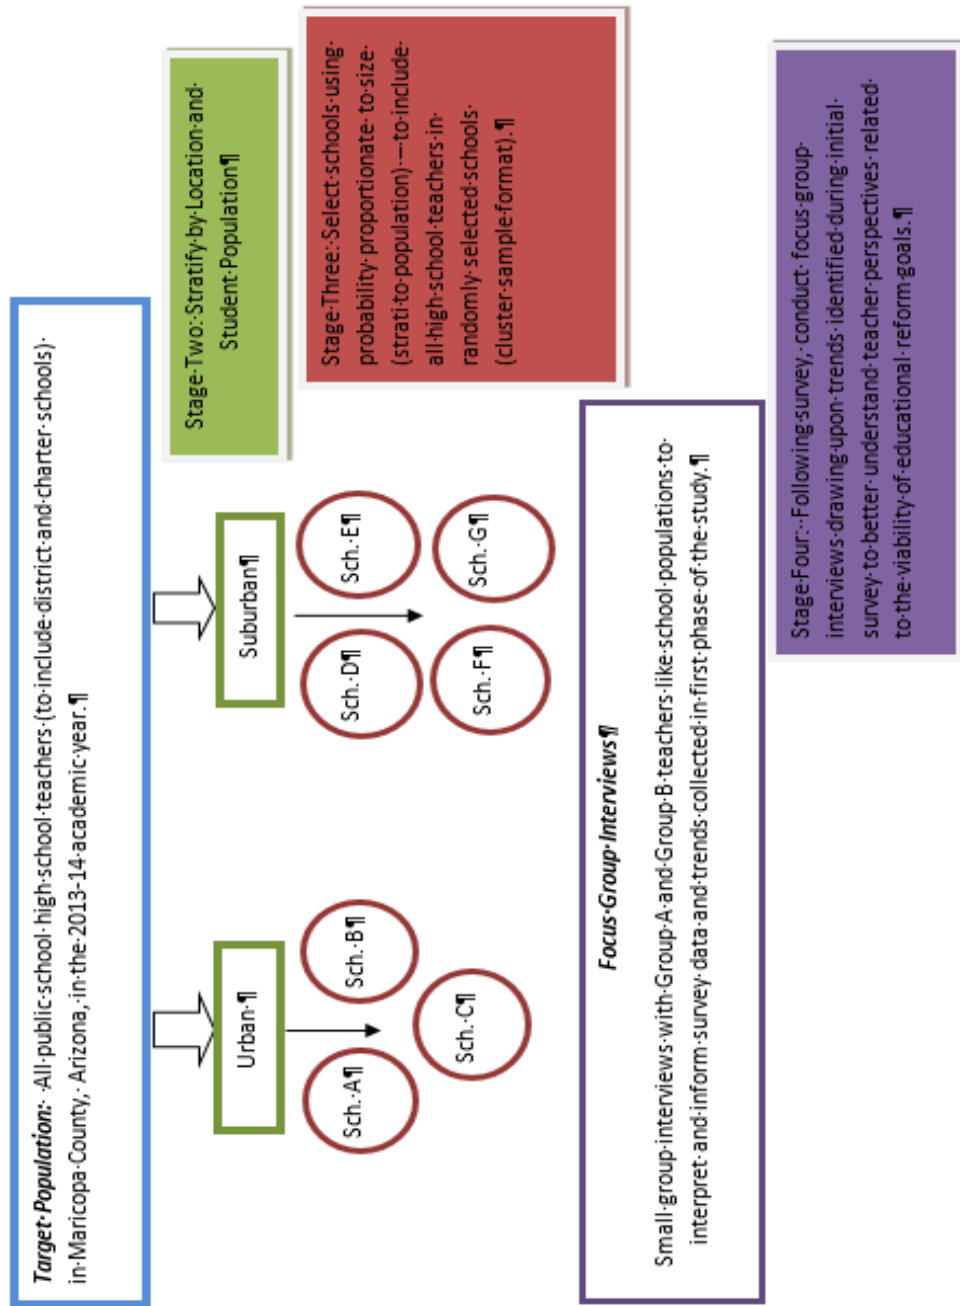 Target·Population:· ·All·public·school·high·school·teachers·(to·include·district·and·charter·schools)·
in·Maricopa·County,· Arizona,·in·the·2013-14·academic·year.¶
Stage·Two:·Stratify·by·Location·and·
Student·Population¶
Urban·¶
Suburban¶
Stage·Three:·Select·schools·using·
probability·proportionate· to·size·
(strati·to·population)·—·to·include·
all·high·school·teachers·in·
randomly·selected·schools·
(cluster·sample·format).¶
Sch.·A¶
Sch.·B¶
Sch.·C¶
Sch.·D¶
Sch.·E¶
Sch.·F¶
Sch.·G¶
Focus·Group·Interviews¶
Small·group·interviews·with·Group·A·and·Group·B·teachers·like·school·populations·to·
interpret·and·inform·survey·data·and·trends·collected·in·first·phase·of·the·study.¶
Stage·Four:··Following·survey,·conduct·focus·group·
interviews·drawing·upon·trends·identified·during·initial·
survey·to·better·understand·teacher·perspectives·related·
to·the·viability·of·educational·reform·goals.¶